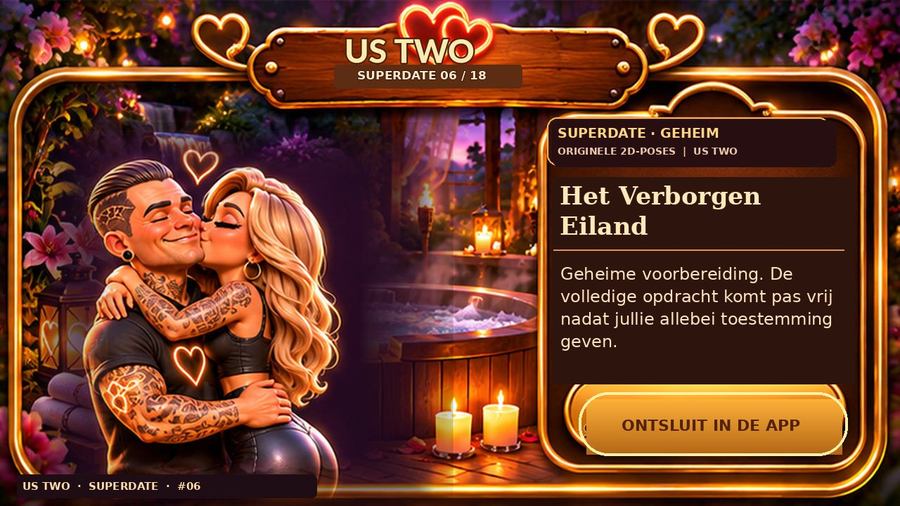 US TWO
SUPERDATE 06 / 18
SUPERDATE · GEHEIM
ORIGINELE 2D-POSES | US TWO
Het Verborgen
Eiland
Geheime voorbereiding. De
volledige opdracht komt pas vrij
nadat jullie allebei toestemming
geven.
ONTSLUIT IN DE APP
US TWO · SUPERDATE · #06